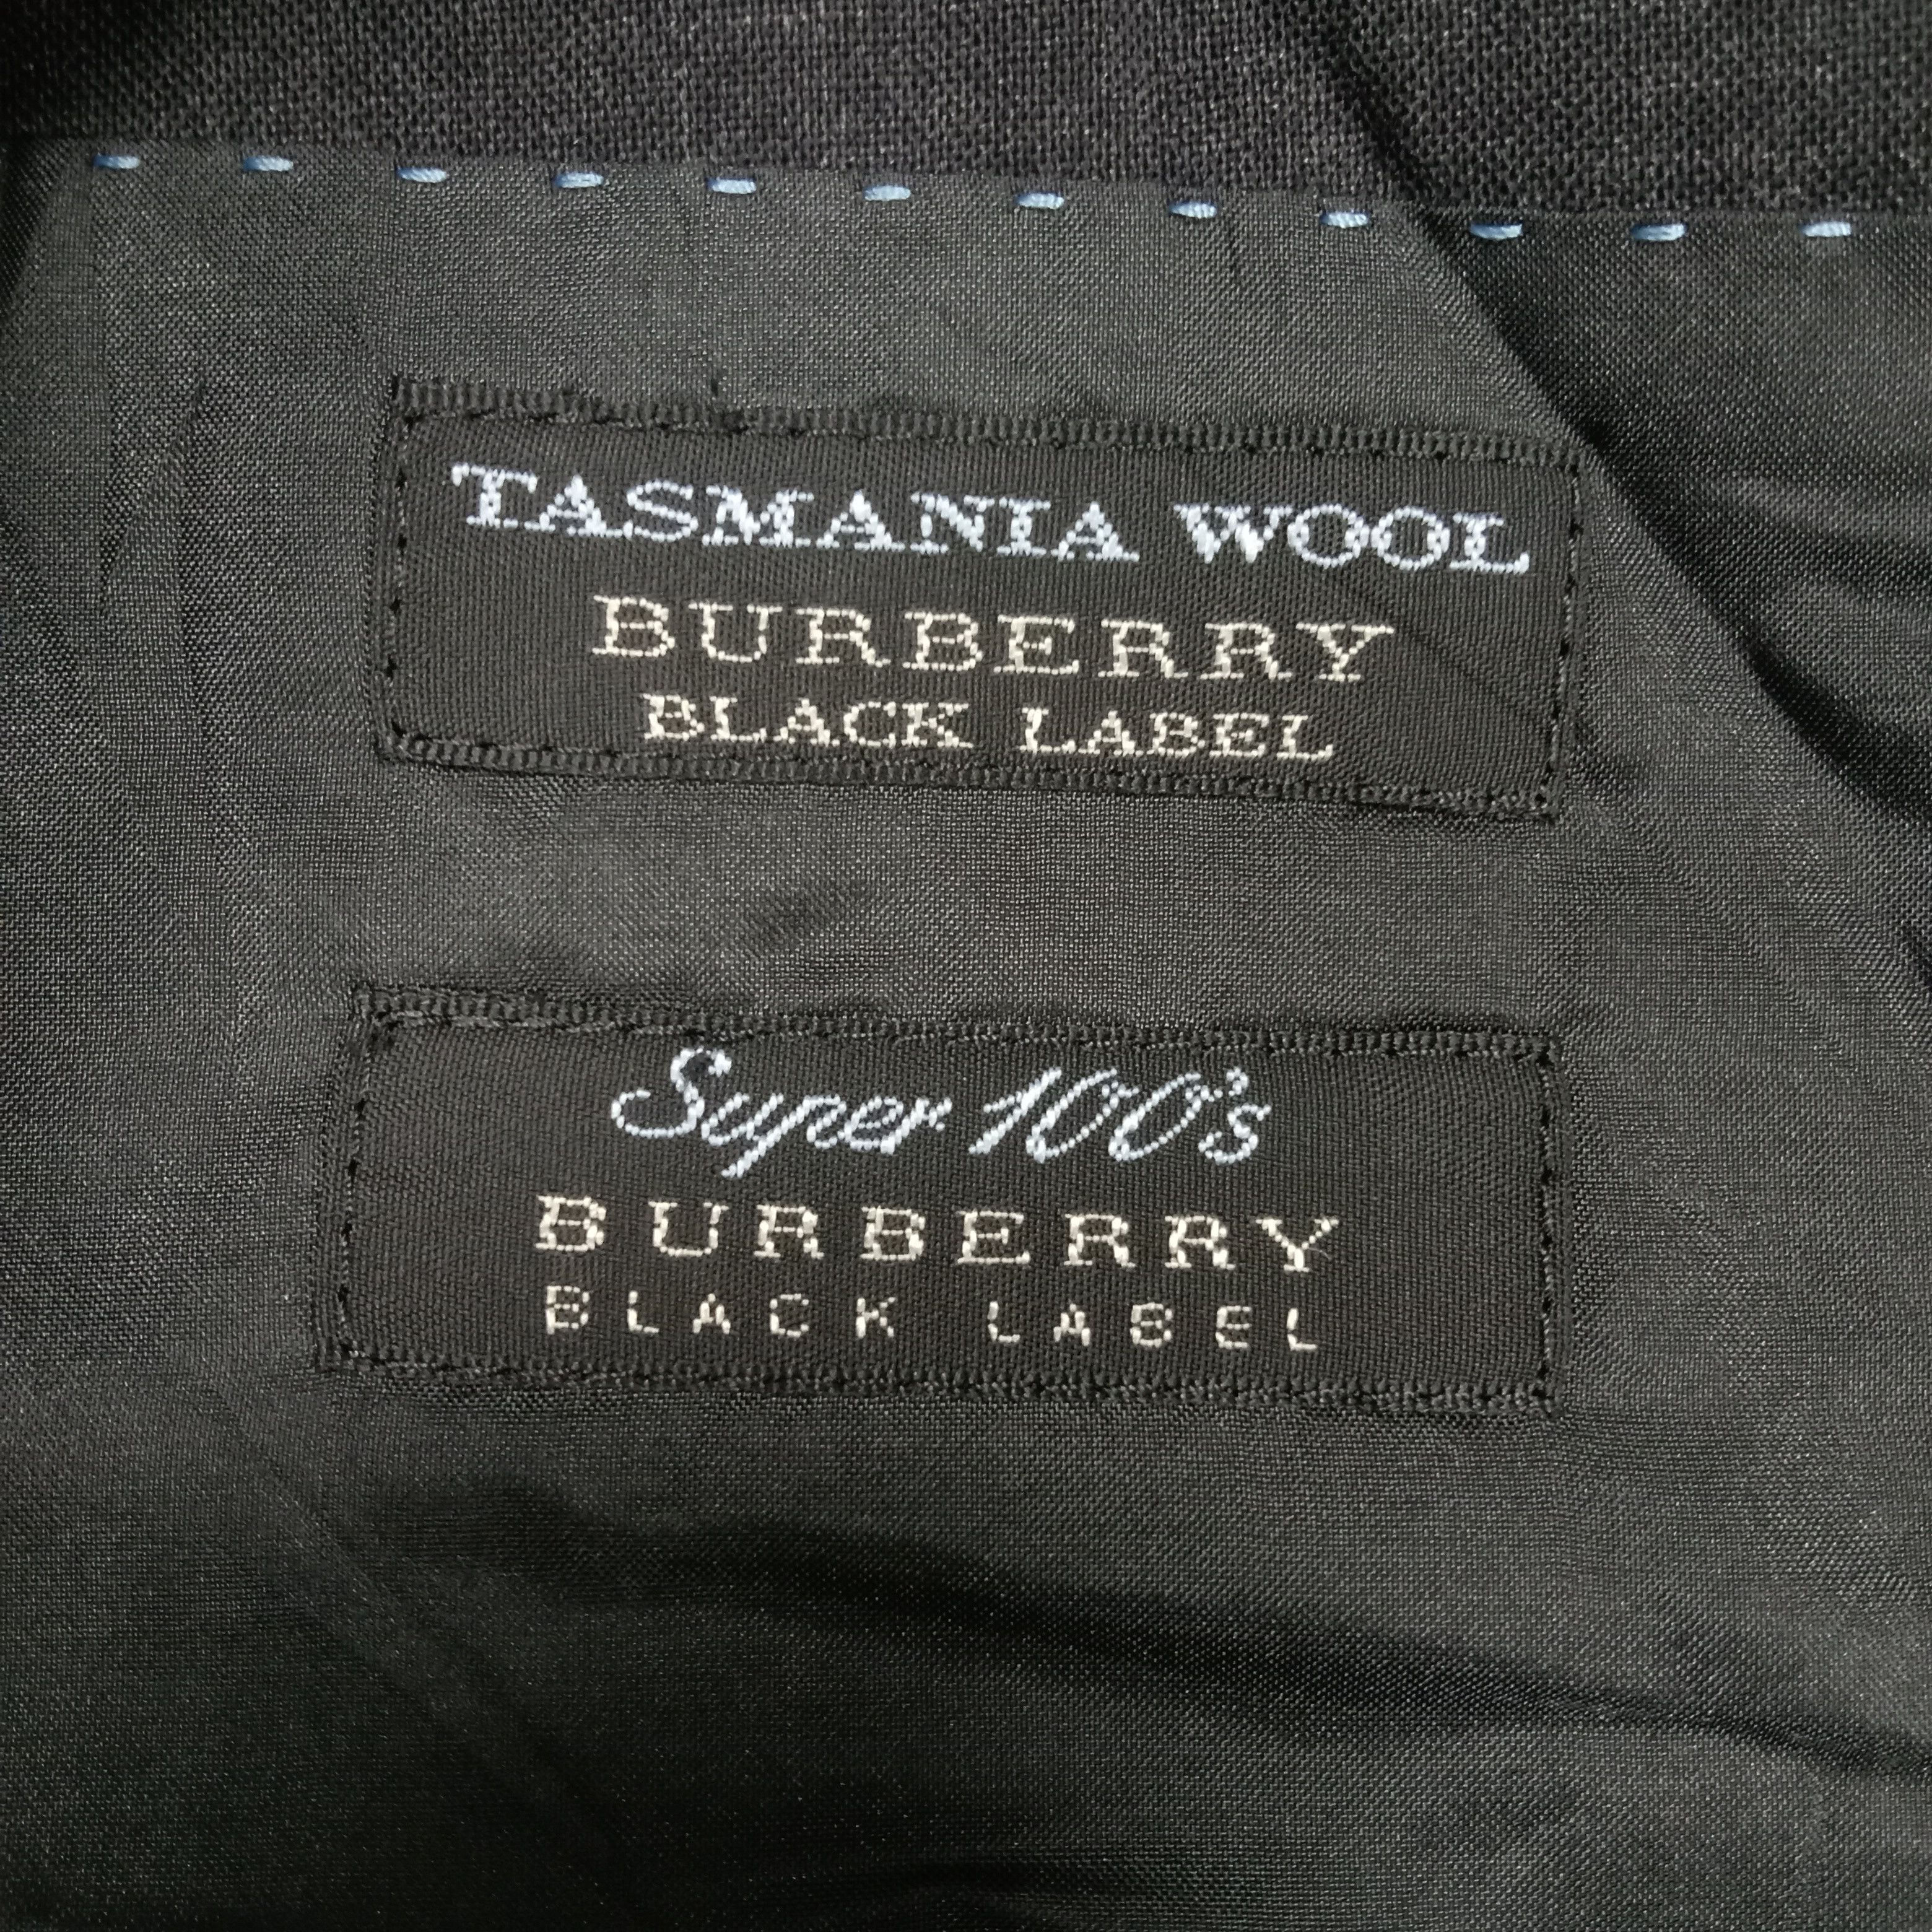 TASMANIA WOOL
BURBERRY
BLACK LABEL
Super 100's
BURBERRY
BLACK LABEL